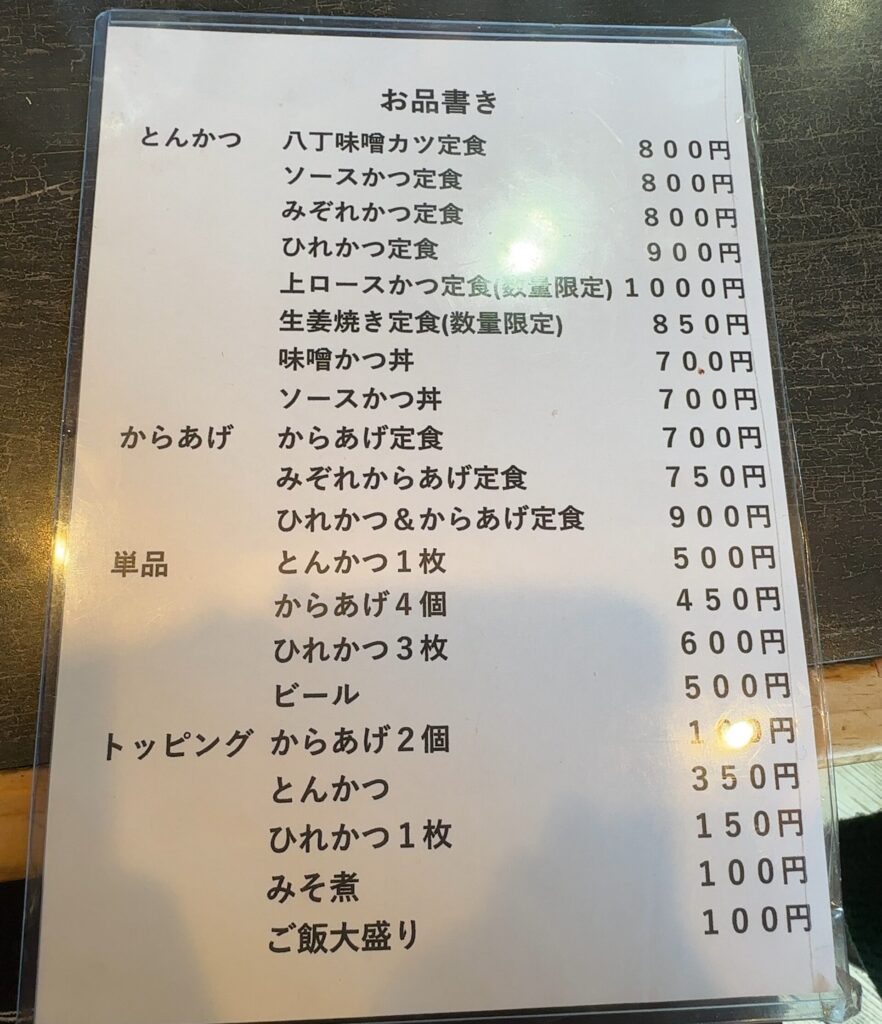 お品書き
とんかつ 八丁味噌カツ定食 800円
ソースかつ定食 800円
みぞれかつ定食 800円
ひれかつ定食 900円
上ロースかつ定食(数量限定) 1000円
生姜焼き定食(数量限定) 850円
味噌かつ丼 700円
ソースかつ丼 700円
からあげ からあげ定食 700円
みぞれからあげ定食 750円
ひれかつ&からあげ定食 900円
単品 とんかつ1枚 500円
からあげ4個 450円
ひれかつ3枚 600円
ビール 500円
トッピング からあげ2個
とんかつ 350円
ひれかつ1枚 150円
みそ煮 100円
ご飯大盛り 100円